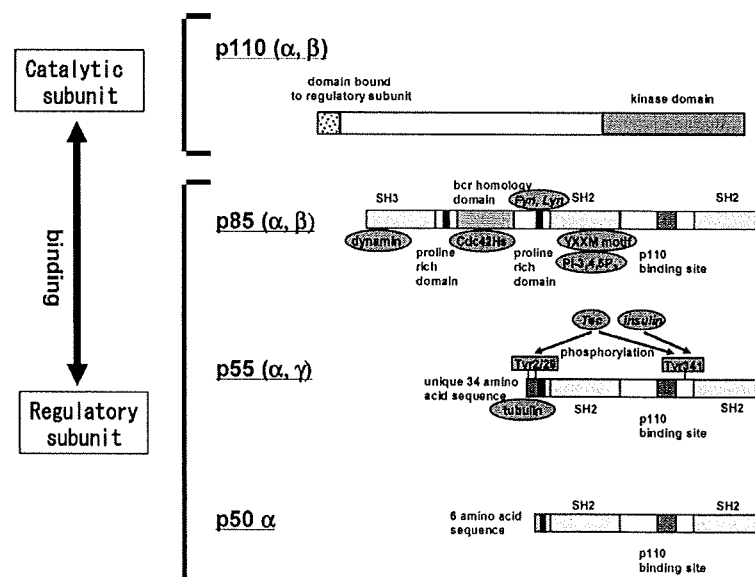 Catalytic
subunit
binding
Regulatory
subunit
p110 (α, β)
domain bound
to regulatory subunit
kinase domain
p85 (α, β)
SH3
bcr homology
domain
Fyn, Lyn
SH2
SH2
dynamin
Cdc42Hs
YXXM motif
PI-3,4,5P3
proline
rich
domain
proline
rich
domain
p110
binding site
p55 (α, γ)
Tec
insulin
phosphorylation
Tyr341
unique 34 amino
acid sequence
tubulin
SH2
p110
binding site
SH2
p50 α
6 amino acid
sequence
SH2
SH2
p110
binding site